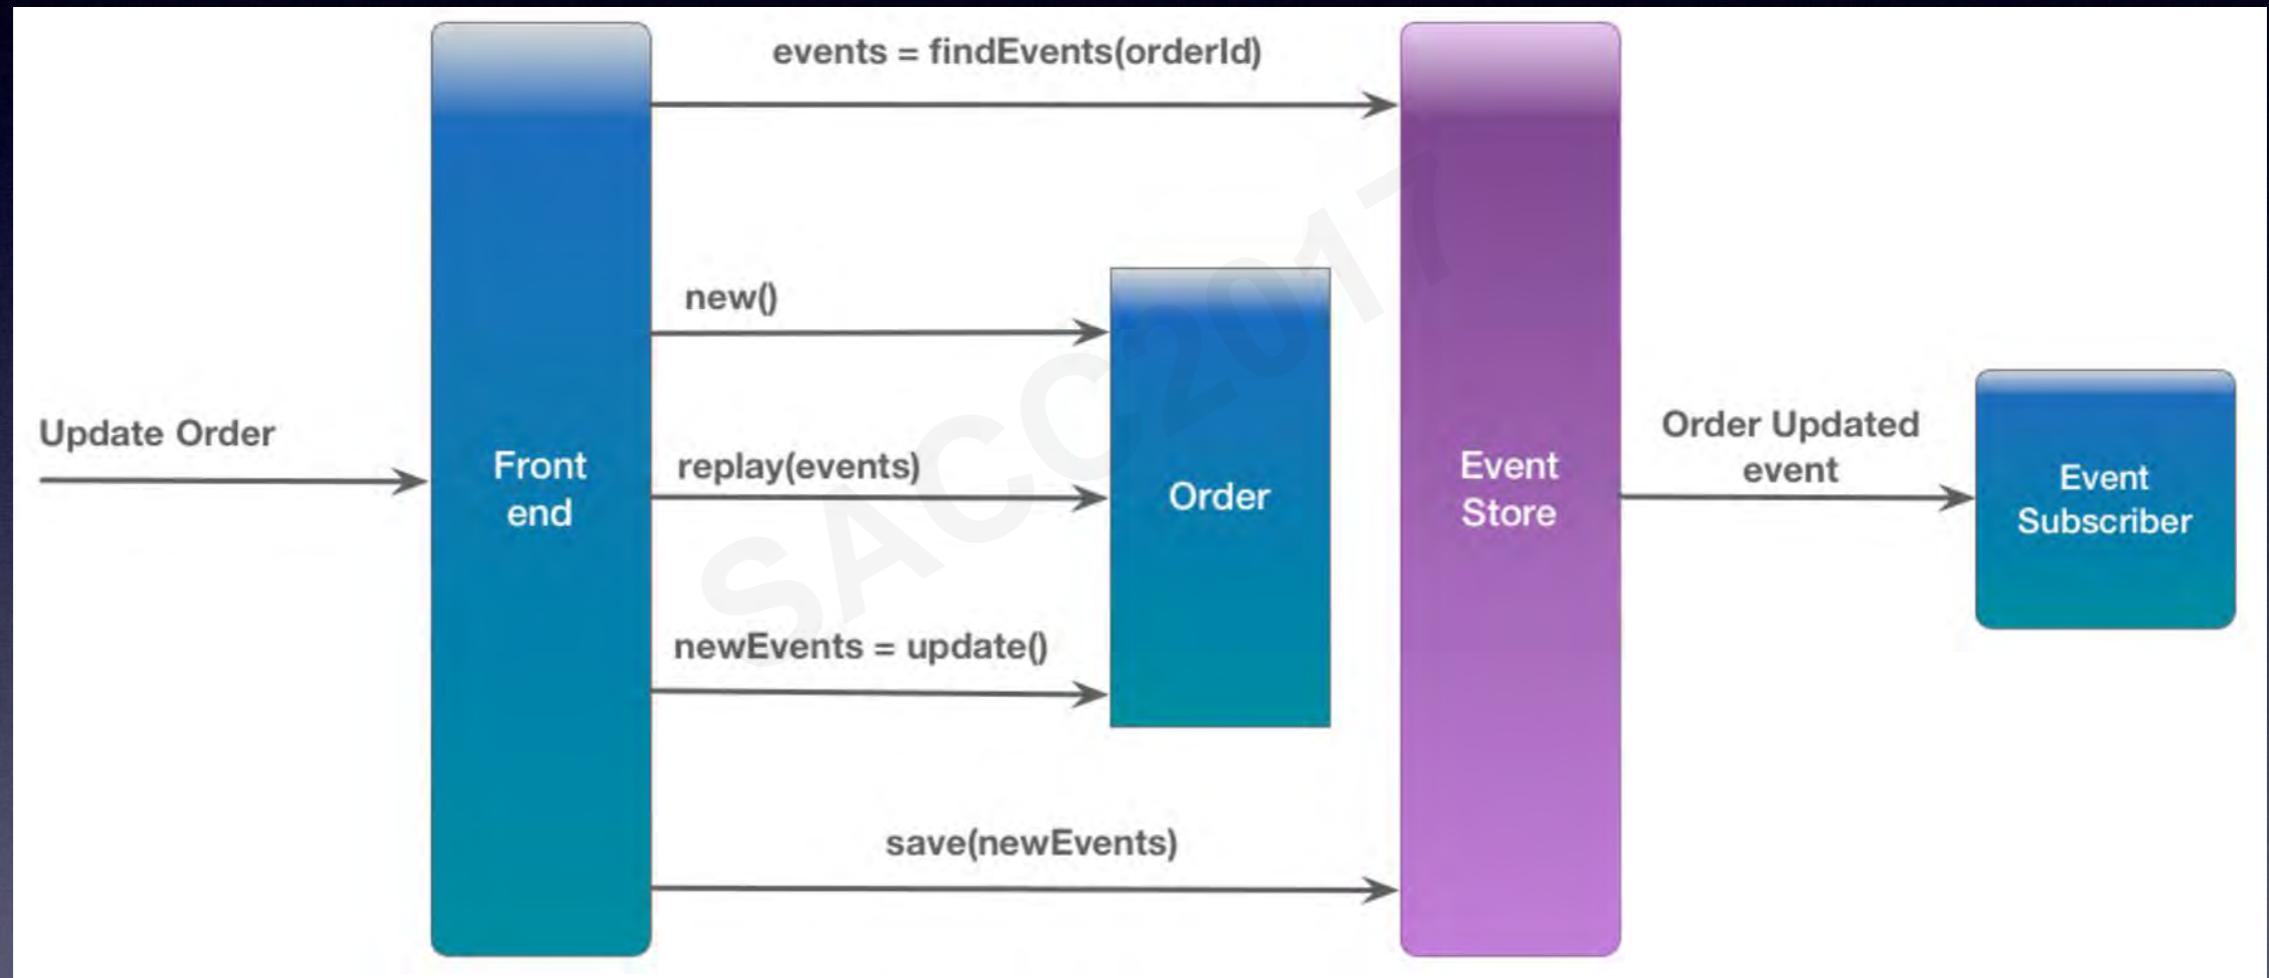 events = findEvents(orderId)
new()
Update Order
replay(events)
Front
end
Order
Event
Store
Order Updated
event
Event
Subscriber
newEvents = update()
save(newEvents)
SACC2017